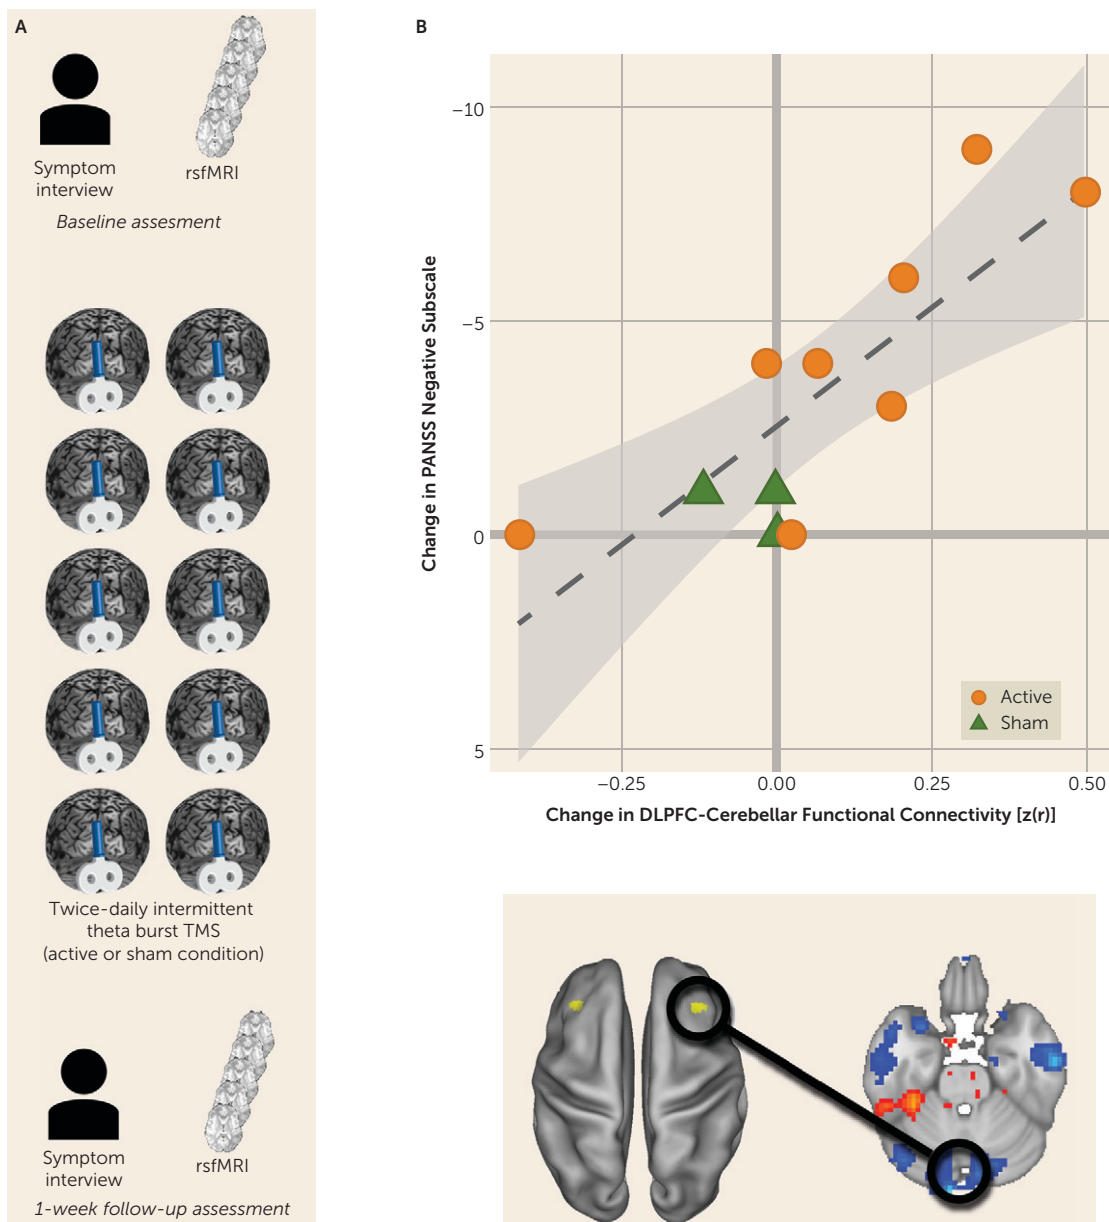 A
Symptom
interview
rsfMRI
Baseline assesment
Twice-daily intermittent
theta burst TMS
(active or sham condition)
Symptom
interview
rsfMRI
1-week follow-up assessment
B
Change in PANSS Negative Subscale
−10
−5
0
5
Active
Sham
−0.25
0.00
0.25
0.50
Change in DLPFC-Cerebellar Functional Connectivity [z(r)]